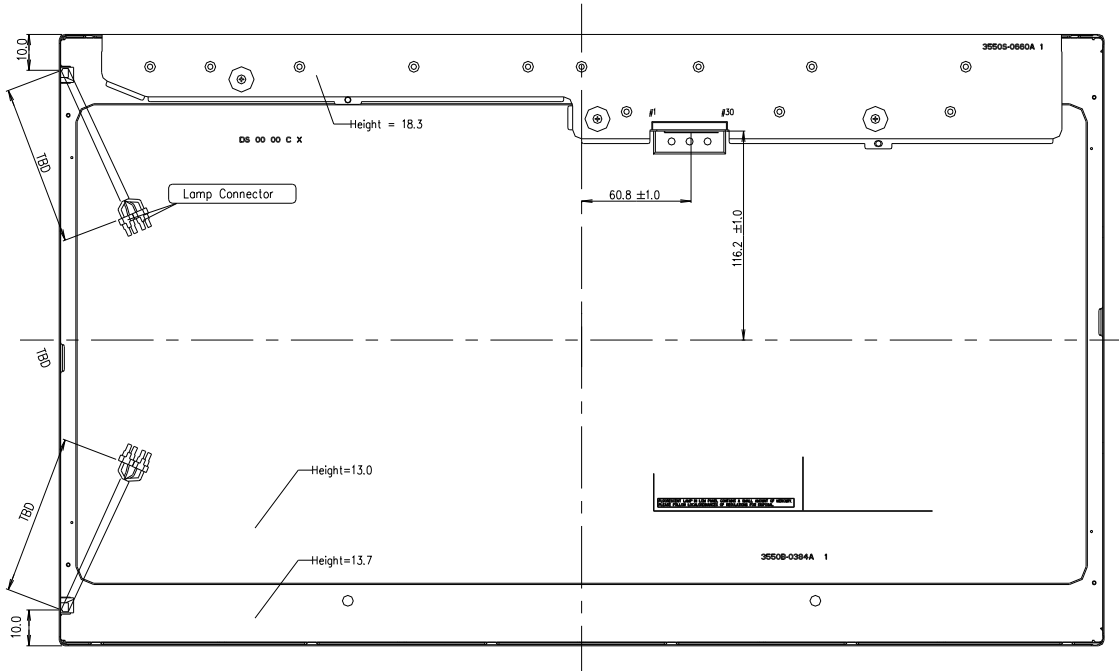 10.0
3550S-0660A 1
#1
#30
Height = 18.3
DS 00 00 C X
TBD
Lamp Connector
60.8 ±1.0
116.2 ±1.0
TBD
Height=13.0
TBD
3550B-0384A 1
Height=13.7
10.0